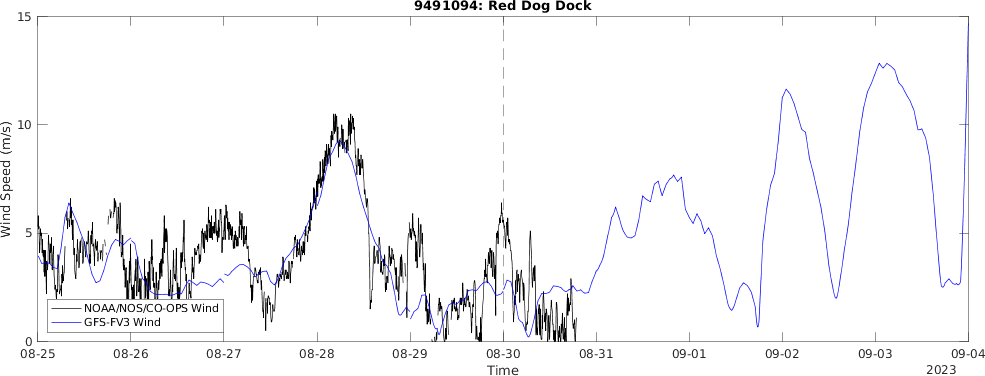 9491094: Red Dog Dock
15
10
5
0
Wind Speed (m/s)
NOAA/NOS/CO-OPS Wind
GFS-FV3 Wind
08-25 08-26 08-27 08-28 08-29 08-30 08-31 09-01 09-02 09-03 09-04
Time
2023